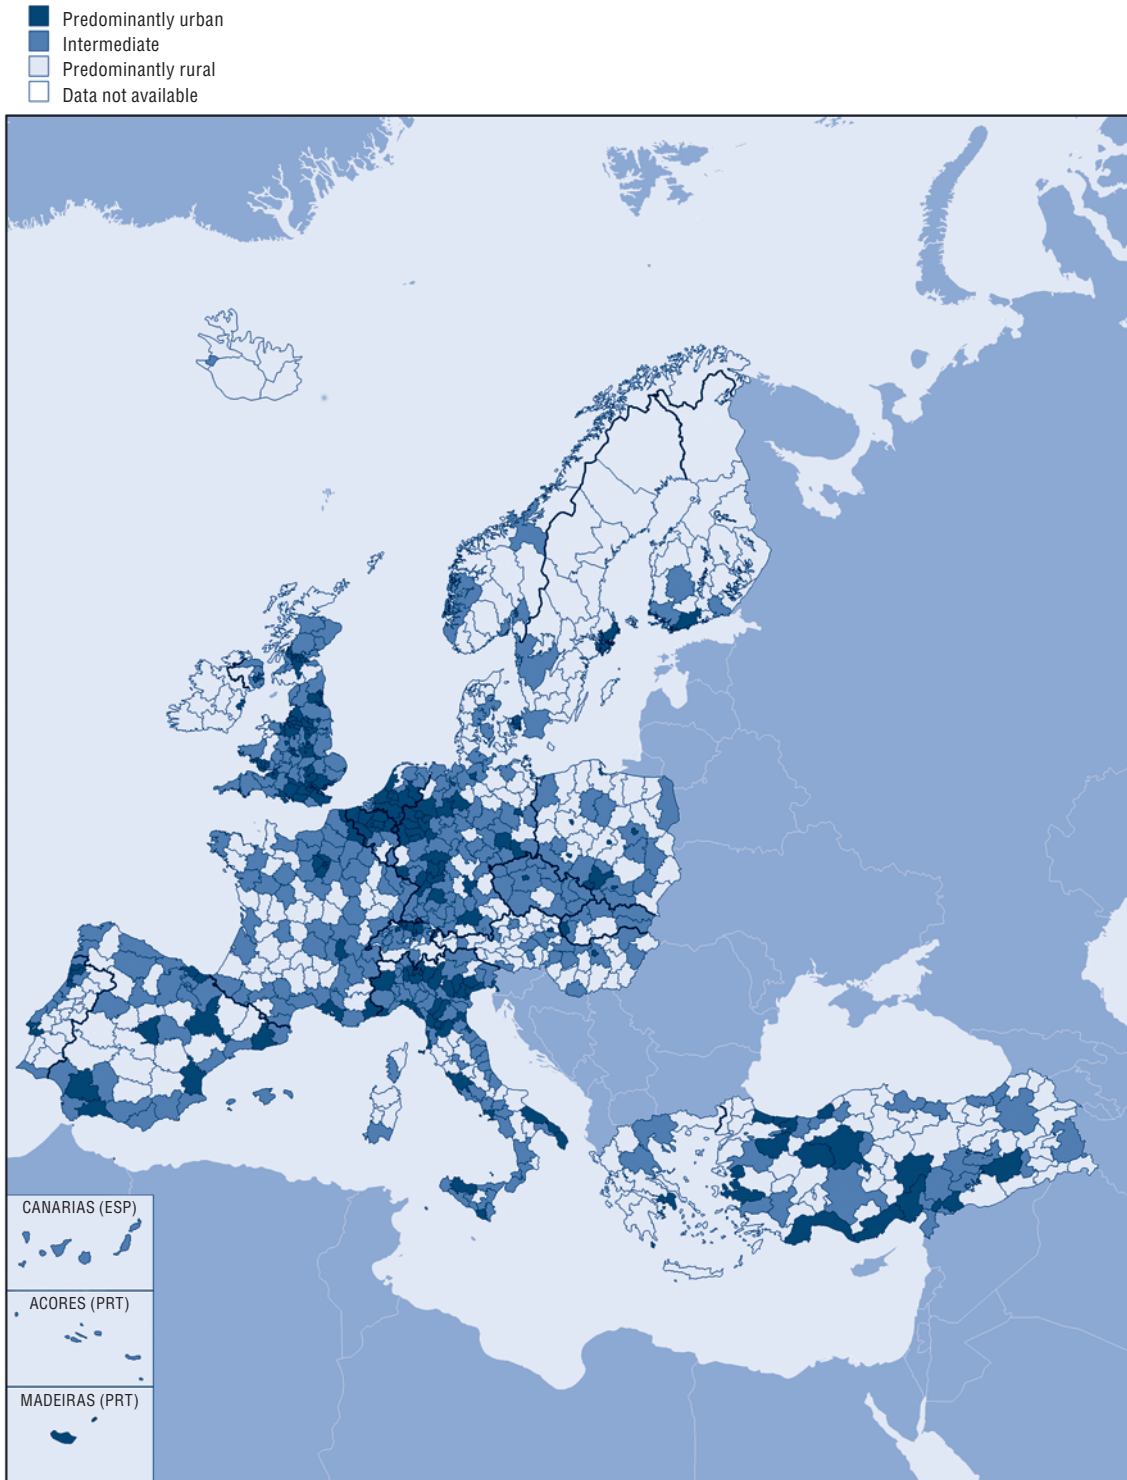 Predominantly urban
Intermediate
Predominantly rural
Data not available
CANARIAS (ESP)
ACORES (PRT)
MADEIRAS (PRT)